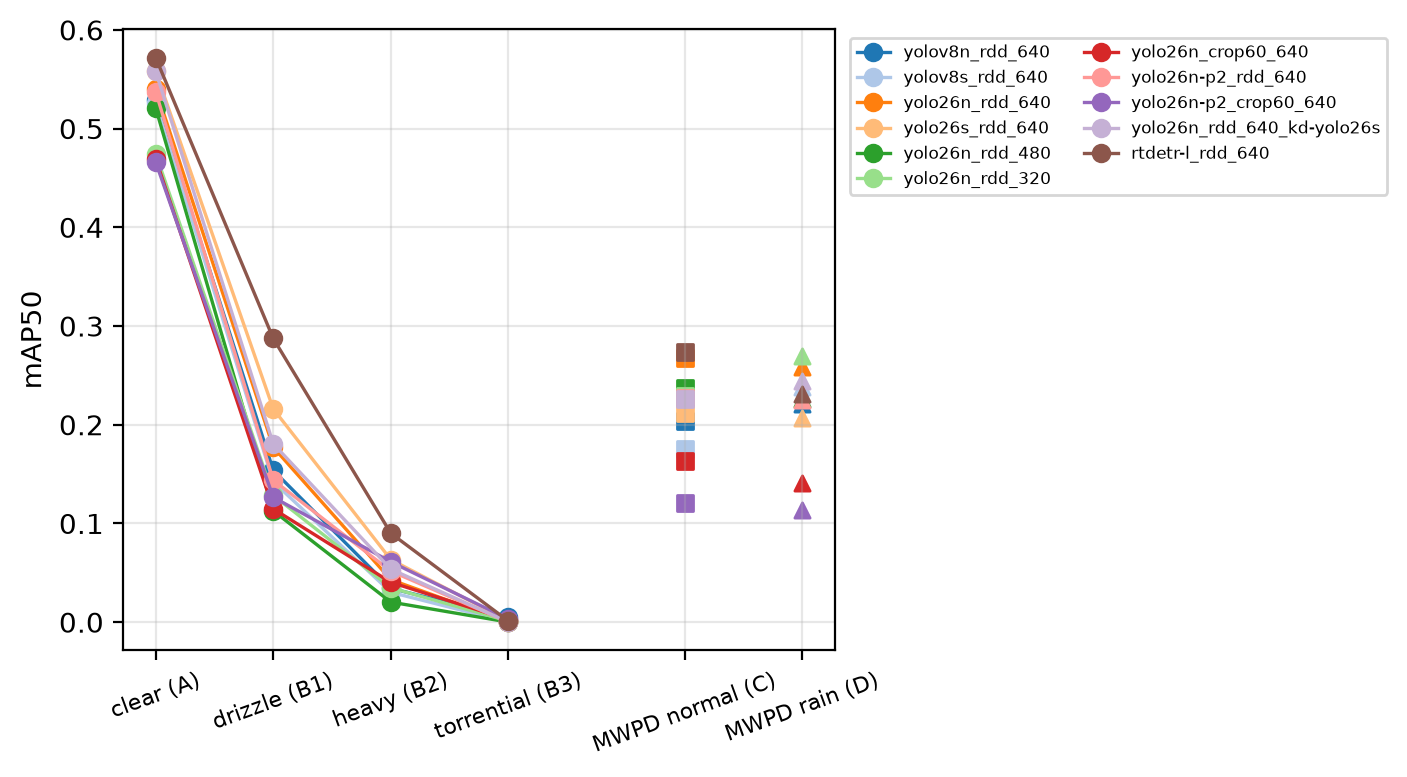 0.6
0.5
0.4
0.3
0.2
0.1
0.0
mAP50
clear (A)
drizzle (B1)
heavy (B2)
torrential (B3)
MWPD normal (C)
MWPD rain (D)
yolov8n_rdd_640
yolov8s_rdd_640
yolo26n_rdd_640
yolo26s_rdd_640
yolo26n_rdd_480
yolo26n_rdd_320
yolo26n_crop60_640
yolo26n-p2_rdd_640
yolo26n-p2_crop60_640
yolo26n_rdd_640_kd-yolo26s
rtdetr-l_rdd_640